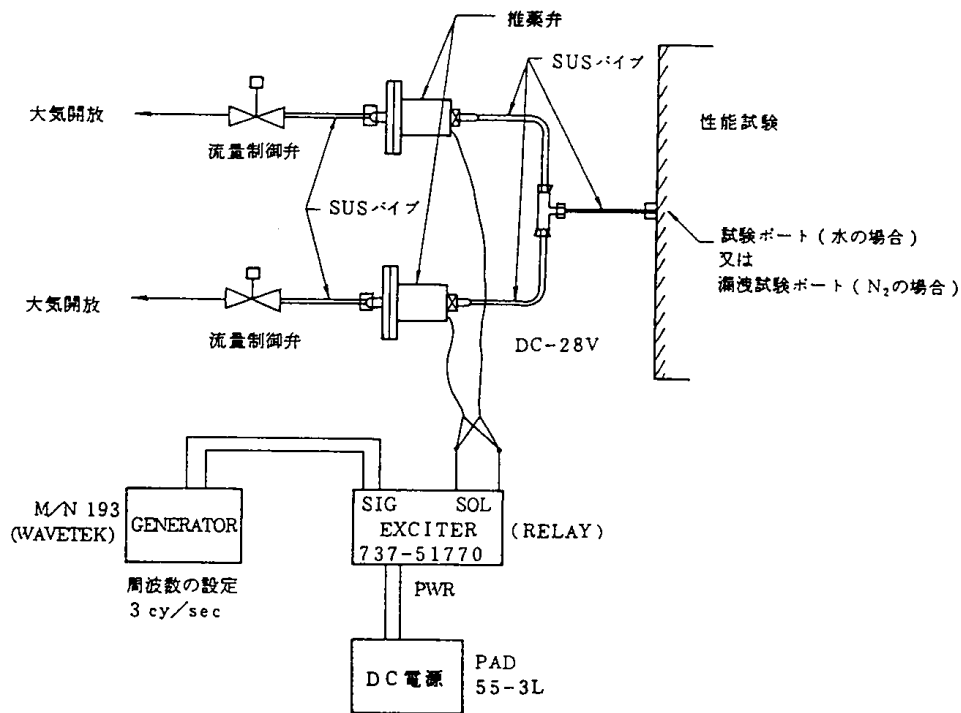 推薬弁
SUSパイプ
大気開放
性能試験
流量制御弁
SUSパイプ
試験ポート(水の場合)
又は
漏洩試験ポート(N₂の場合)
大気開放
流量制御弁
DC-28V
M/N 193
(WAVETEK)
GENERATOR
SIG SOL
EXCITER
737-51770
(RELAY)
周波数の設定
3 cy/sec
PWR
DC電源
PAD
55-3L